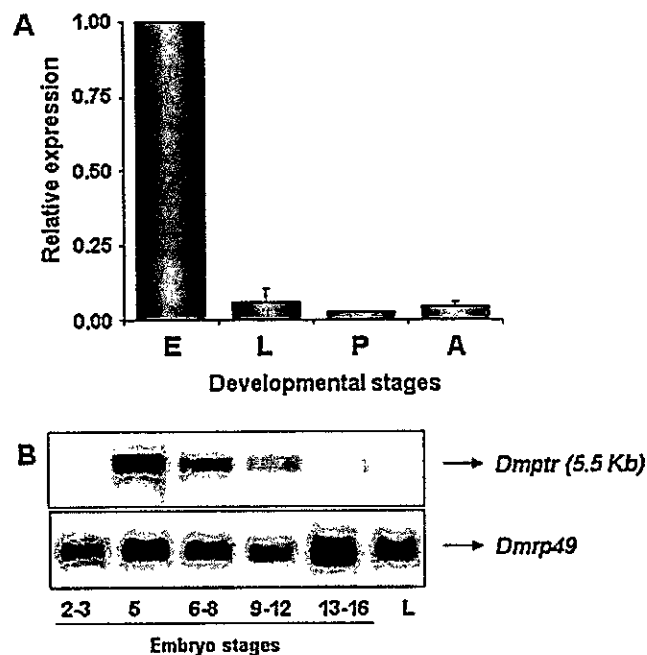 A
Relative expression
1.00
0.75
0.50
0.25
0.00
E L P A
Developmental stages
B
Dmptr (5.5 Kb)
Dmrp49
2-3 5 6-8 9-12 13-16 L
Embryo stages